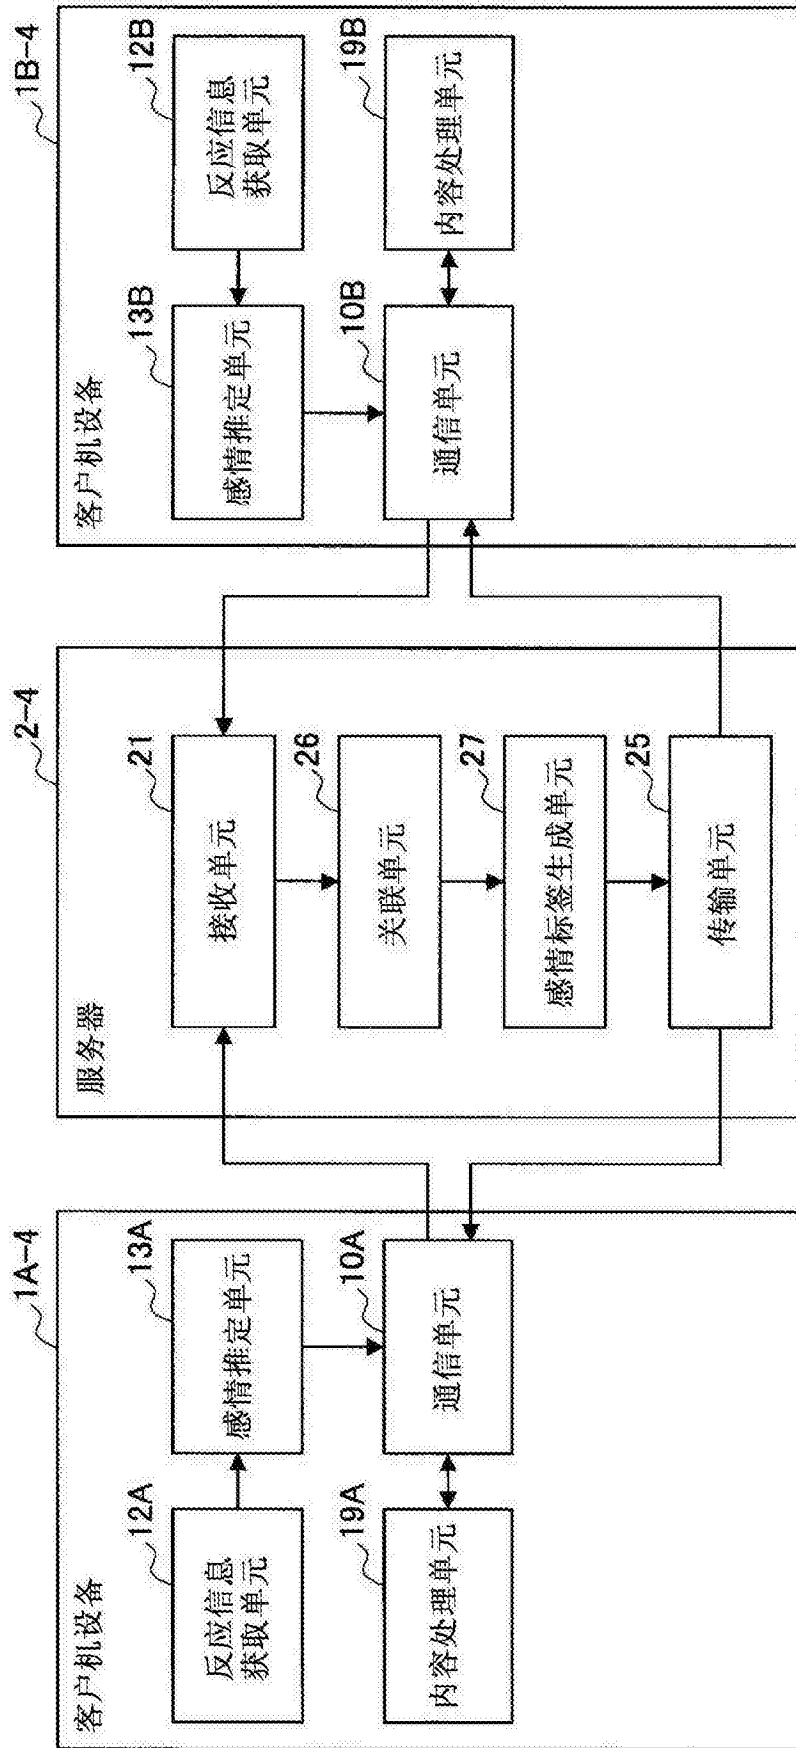 1A-4
客户机设备
12A
反应信息
获取单元
13A
感情推定单元
19A
内容处理单元
10A
通信单元
2-4
服务器
21
接收单元
26
关联单元
27
感情标签生成单元
25
传输单元
1B-4
客户机设备
13B
感情推定单元
12B
反应信息
获取单元
10B
通信单元
19B
内容处理单元